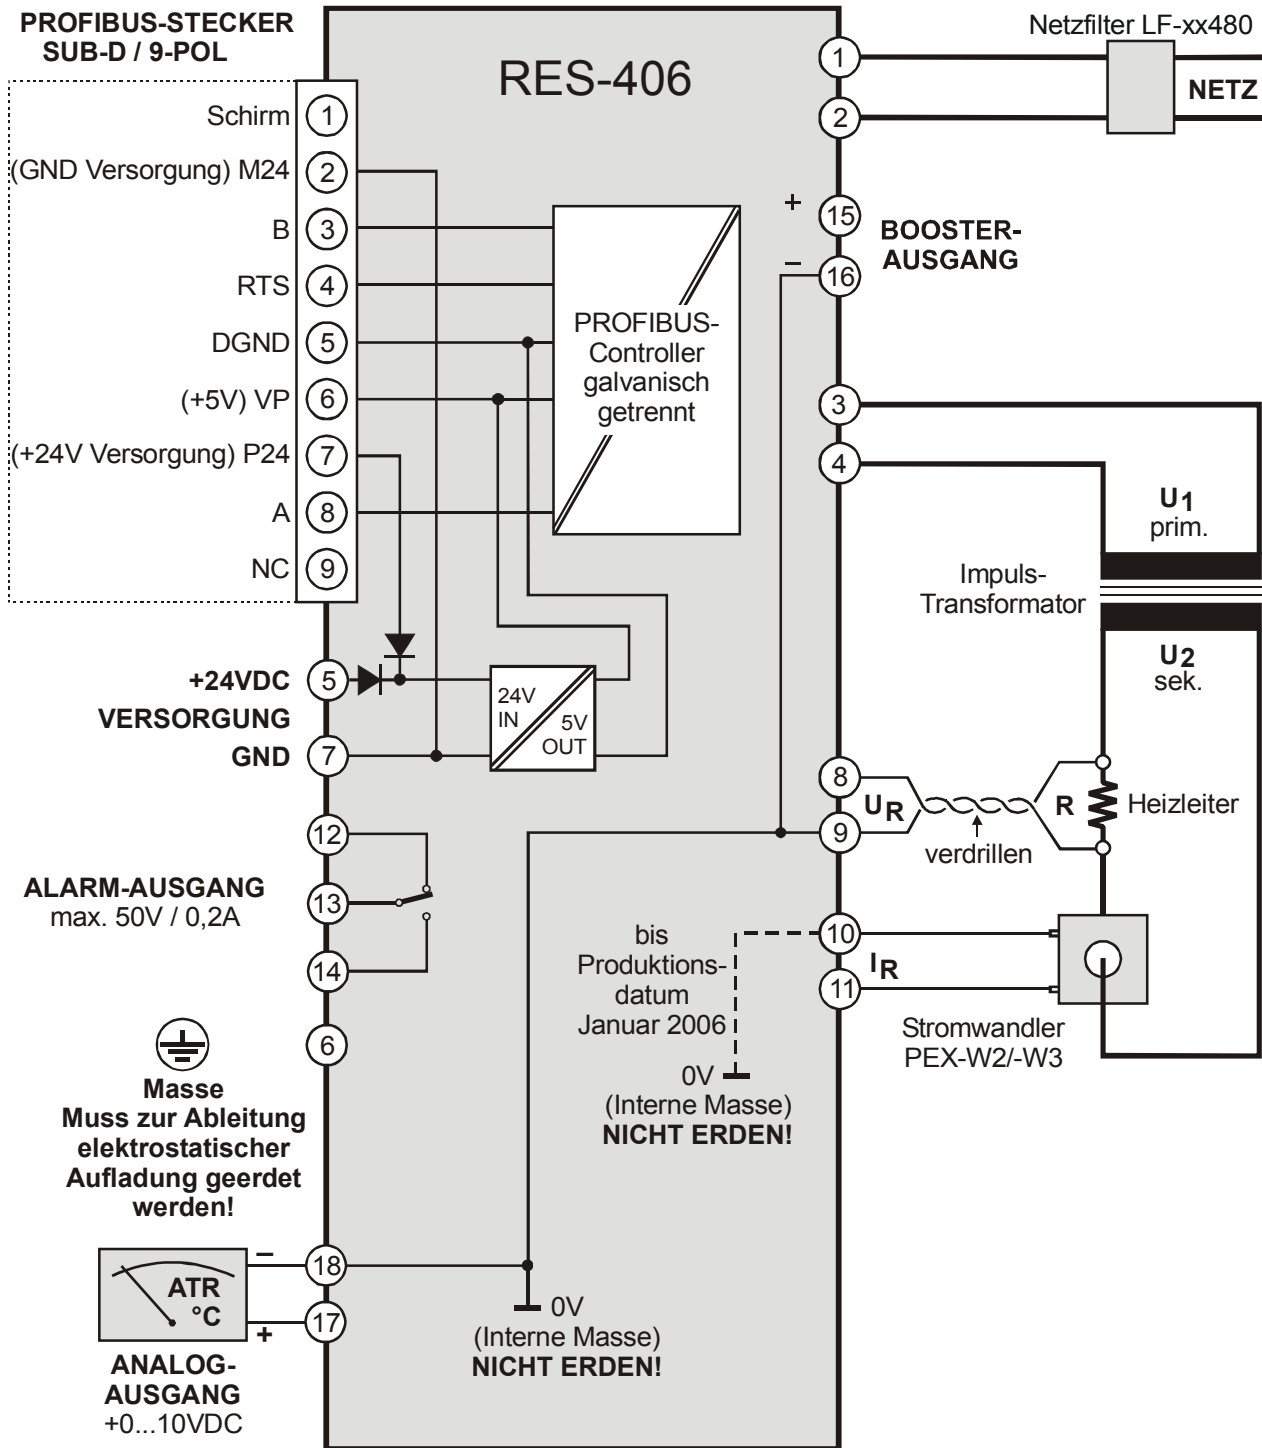 PROFIBUS-STECKER
SUB-D / 9-POL
RES-406
Netzfilter LF-xx480
NETZ
1
2
Schirm 1
(GND Versorgung) M24 2
B 3
RTS 4
DGND 5
(+5V) VP 6
(+24V Versorgung) P24 7
A 8
NC 9
PROFIBUS-
Controller
galvanisch
getrennt
+ 15
– 16
BOOSTER-
AUSGANG
3
4
U1
prim.
Impuls-
Transformator
U2
sek.
+24VDC 5
VERSORGUNG
GND 7
24V
IN
5V
OUT
8
9
UR
verdrillen
R
Heizleiter
12
13
14
ALARM-AUSGANG
max. 50V / 0,2A
bis
Produktions-
datum
Januar 2006
0V
(Interne Masse)
NICHT ERDEN!
10
11
IR
Stromwandler
PEX-W2/-W3
6
Masse
Muss zur Ableitung
elektrostatischer
Aufladung geerdet
werden!
ATR
°C
– 18
+ 17
ANALOG-
AUSGANG
+0...10VDC
0V
(Interne Masse)
NICHT ERDEN!